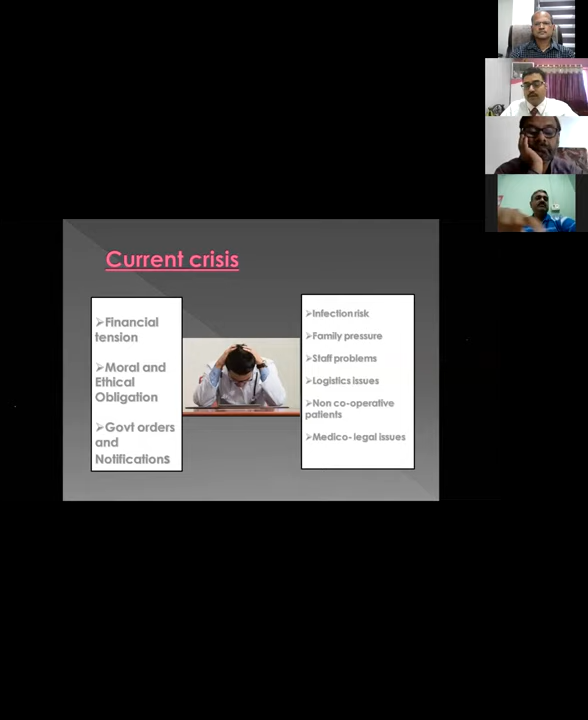 Current crisis
➢Financial
tension
➢Moral and
Ethical
Obligation
➢Govt orders
and
Notifications
➢Infection risk
➢Family pressure
➢Staff problems
➢Logistics issues
➢Non co-operative
patients
➢Medico- legal issues